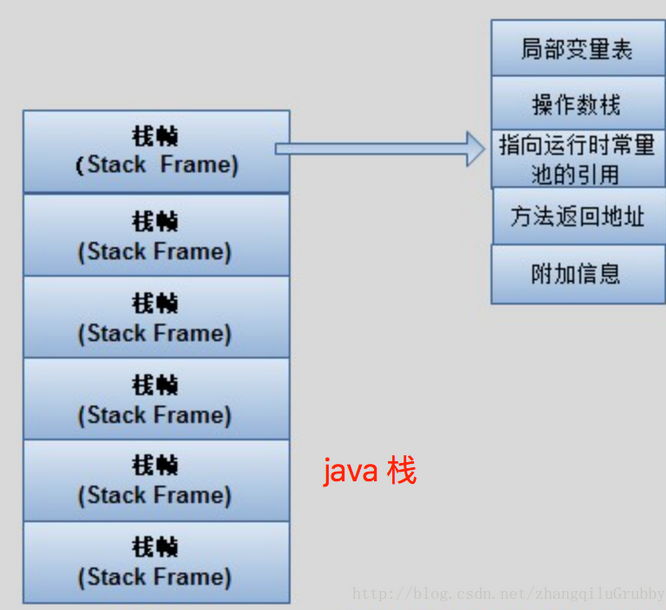 栈帧
(Stack Frame)
栈帧
(Stack Frame)
栈帧
(Stack Frame)
栈帧
(Stack Frame)
栈帧
(Stack Frame)
栈帧
(Stack Frame)
局部变量表
操作数栈
指向运行时常量
池的引用
方法返回地址
附加信息
java 栈
http://blog.csdn.net/zhangqiluGrubby